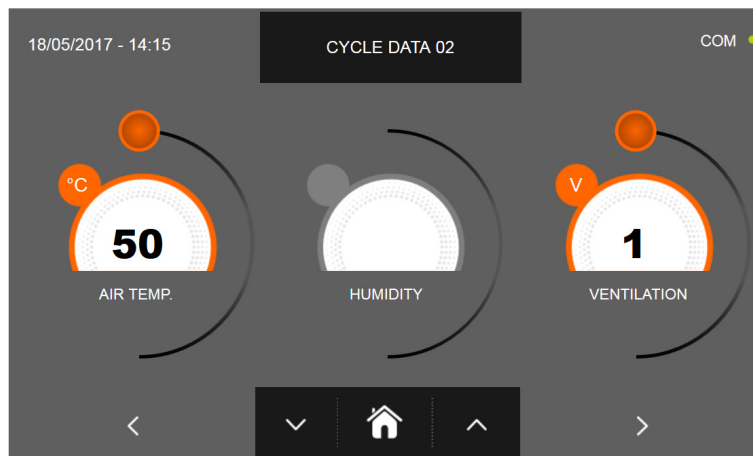 18/05/2017 - 14:15
CYCLE DATA 02
COM
°C
V
50
1
AIR TEMP.
HUMIDITY
VENTILATION